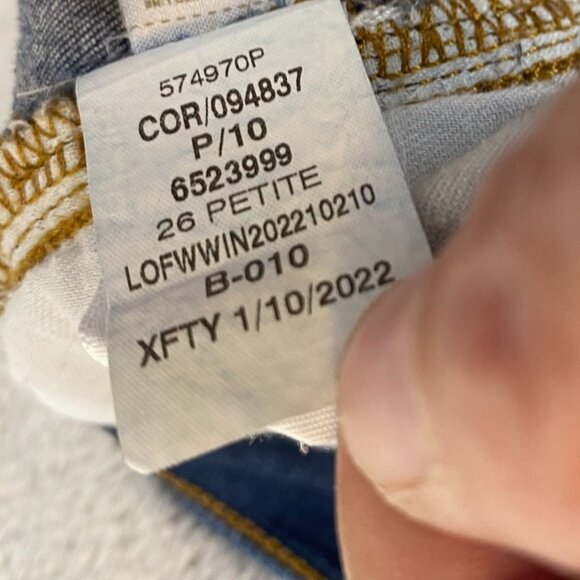 574970P
COR/094837
P/10
6523999
26 PETITE
LOFWWIN202210210
B-010
XFTY 1/10/2022